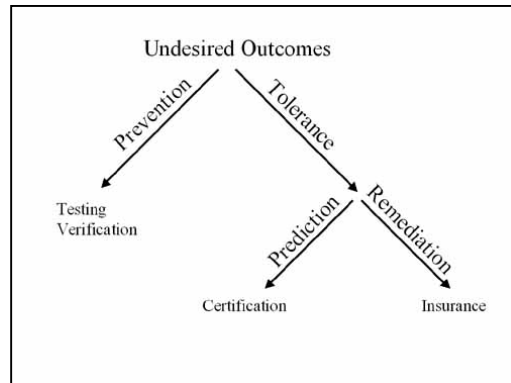 Undesired Outcomes
Prevention
Tolerance
Testing
Verification
Prediction
Remediation
Certification
Insurance